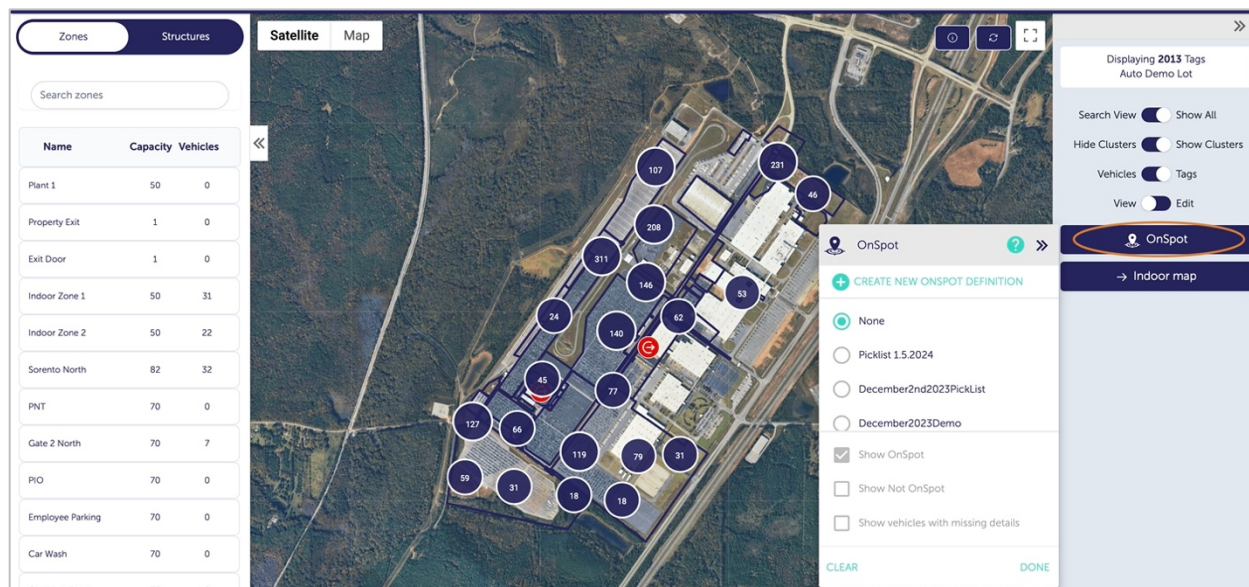 Zones Structures
Search zones
Name Capacity Vehicles
Plant 1 50 0
Property Exit 1 0
Exit Door 1 0
Indoor Zone 1 50 31
Indoor Zone 2 50 22
Sorento North 82 32
PNT 70 0
Gate 2 North 70 7
PIO 70 0
Employee Parking 70 0
Car Wash 70 0
Satellite Map
107
231
46
208
311
146
53
24
62
140
45
77
127
66
119
79
31
59
31
18
18
OnSpot ?
CREATE NEW ONSPOT DEFINITION
None
Picklist 1.5.2024
December2nd2023PickList
December2023Demo
Show OnSpot
Show Not OnSpot
Show vehicles with missing details
CLEAR DONE
Displaying 2013 Tags
Auto Demo Lot
Search View Show All
Hide Clusters Show Clusters
Vehicles Tags
View Edit
OnSpot
Indoor map